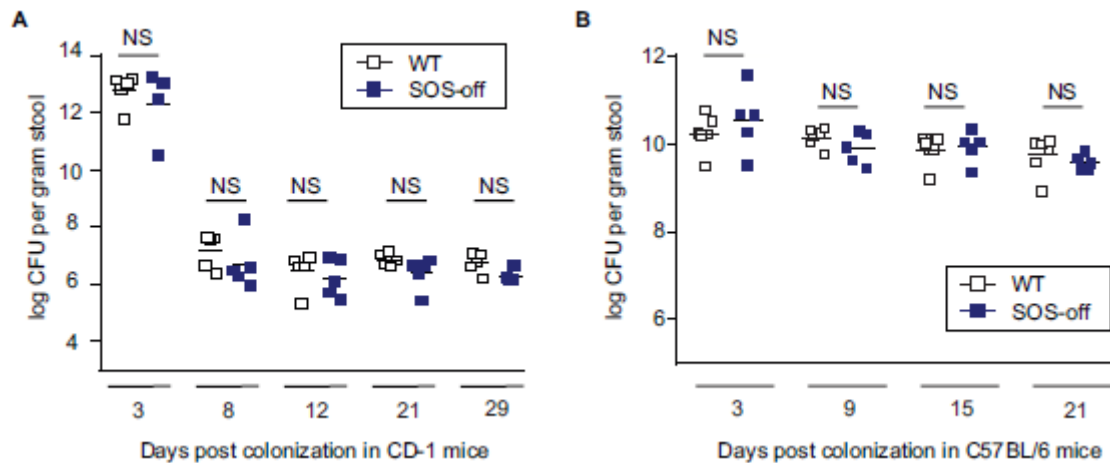 A
NS
14
12
10
8
6
4
log CFU per gram stool
WT
SOS-off
NS
NS
NS
NS
3
8
12
21
29
Days post colonization in CD-1 mice
B
NS
12
10
8
6
log CFU per gram stool
NS
NS
NS
WT
SOS-off
3
9
15
21
Days post colonization in C57BL/6 mice